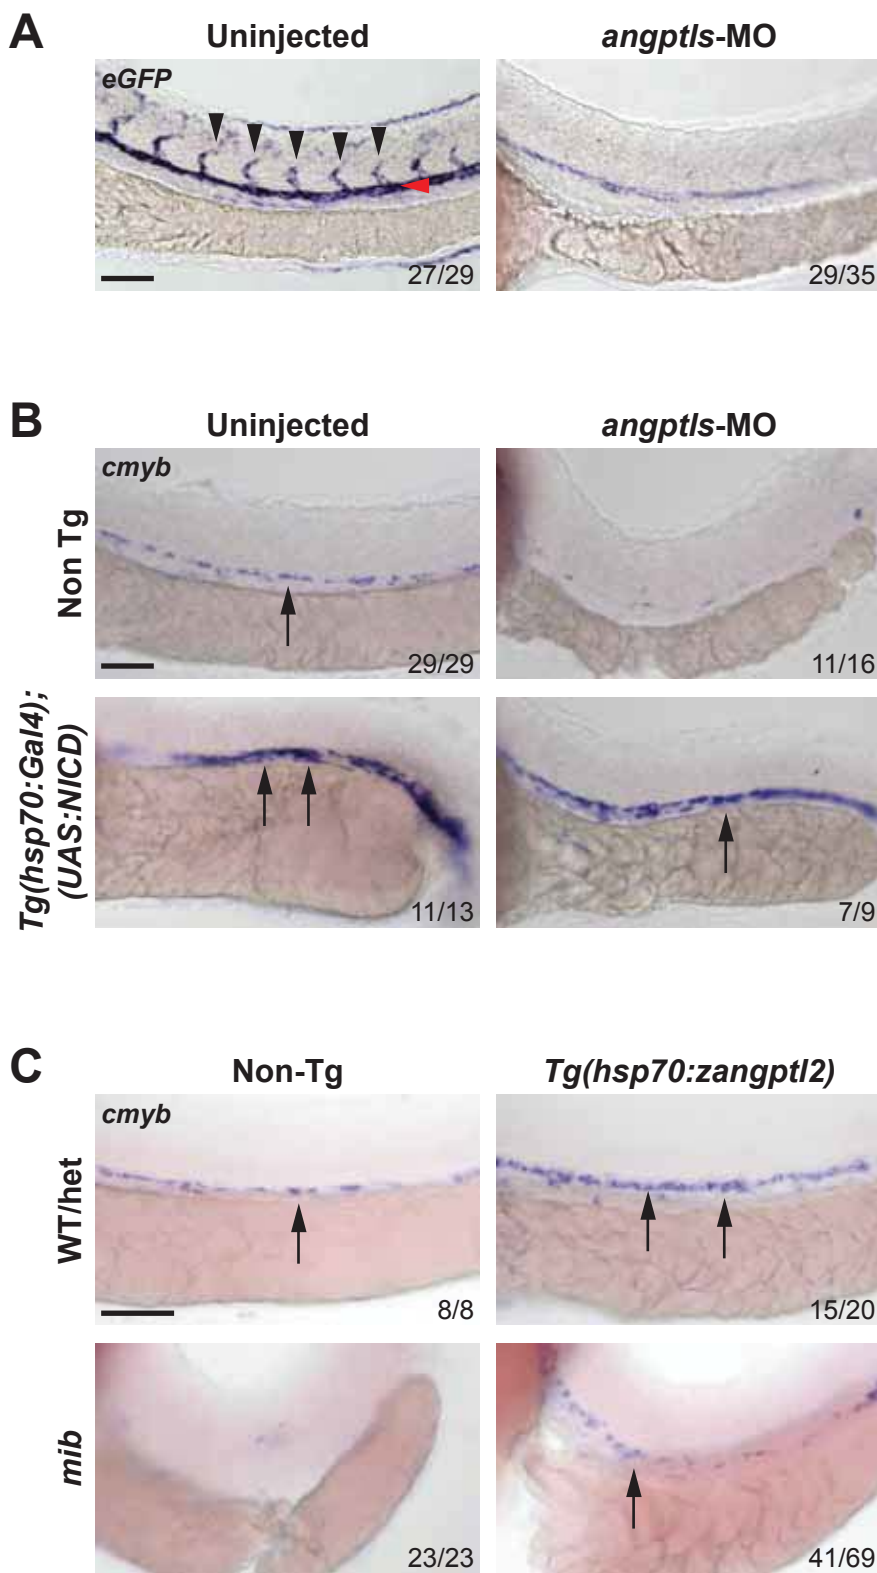 A
Uninjected
angptls-MO
eGFP
27/29
29/35
B
Uninjected
angptls-MO
Non Tg
cmyb
29/29
11/16
Tg(hsp70:Gal4);
(UAS:NICD)
11/13
7/9
C
Non-Tg
Tg(hsp70:zangptl2)
WT/het
cmyb
8/8
15/20
mib
23/23
41/69